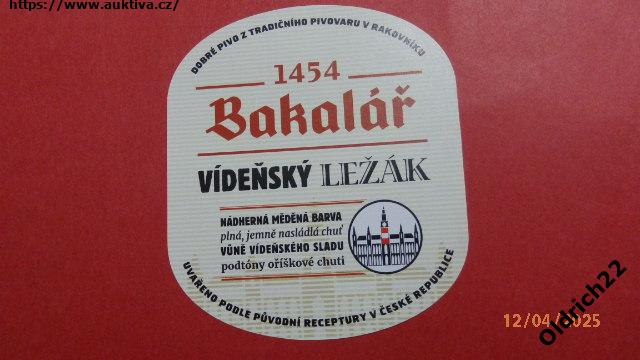 https://www.auktiva.cz/
DOBRÉ PIVO Z TRADIČNÍHO PIVOVARU V RAKOVNÍKU
1454
Bakalář
VÍDEŇSKÝ LEŽÁK
NÁDHERNÁ MĚDĚNÁ BARVA
plná, jemně nasládlá chuť
VŮNĚ VÍDEŇSKÉHO SLADU
podtóny oříškové chuti
UVAŘENO PODLE PŮVODNÍ RECEPTURY V ČESKÉ REPUBLICE
12/04/2025
Oldrich22